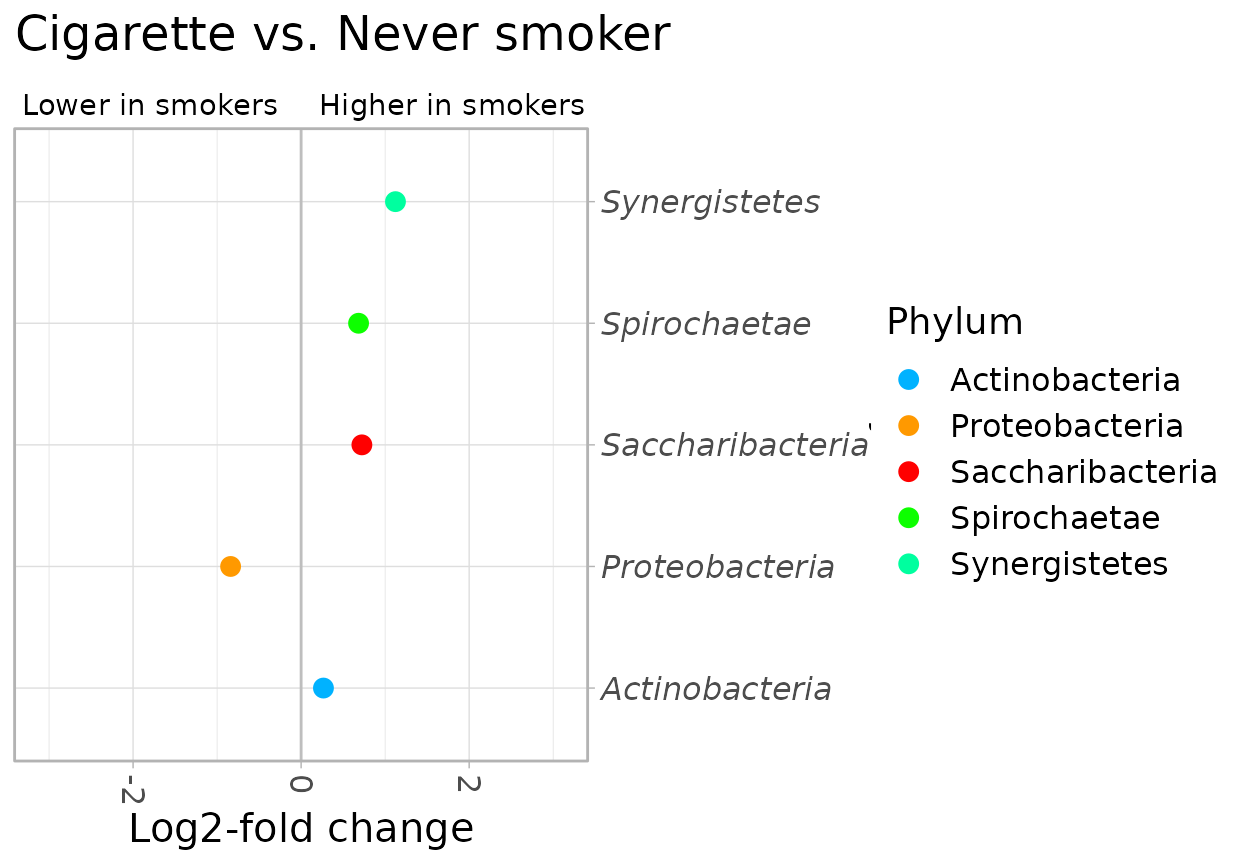 Cigarette vs. Never smoker
Lower in smokers
Higher in smokers
Synergistetes
Spirochaetae
Saccharibacteria
Proteobacteria
Actinobacteria
-2
0
2
Log2-fold change
Phylum
Actinobacteria
Proteobacteria
Saccharibacteria
Spirochaetae
Synergistetes